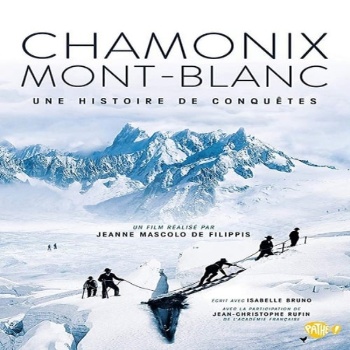 CHAMONIX
MONT-BLANC
UNE HISTOIRE DE CONQUÊTES
UN FILM RÉALISÉ PAR
JEANNE MASCOLO DE FILIPPIS
ÉCRIT AVEC ISABELLE BRUNO
AVEC LA PARTICIPATION DE
JEAN-CHRISTOPHE RUFIN
DE L'ACADÉMIE FRANÇAISE
PATHÉ!